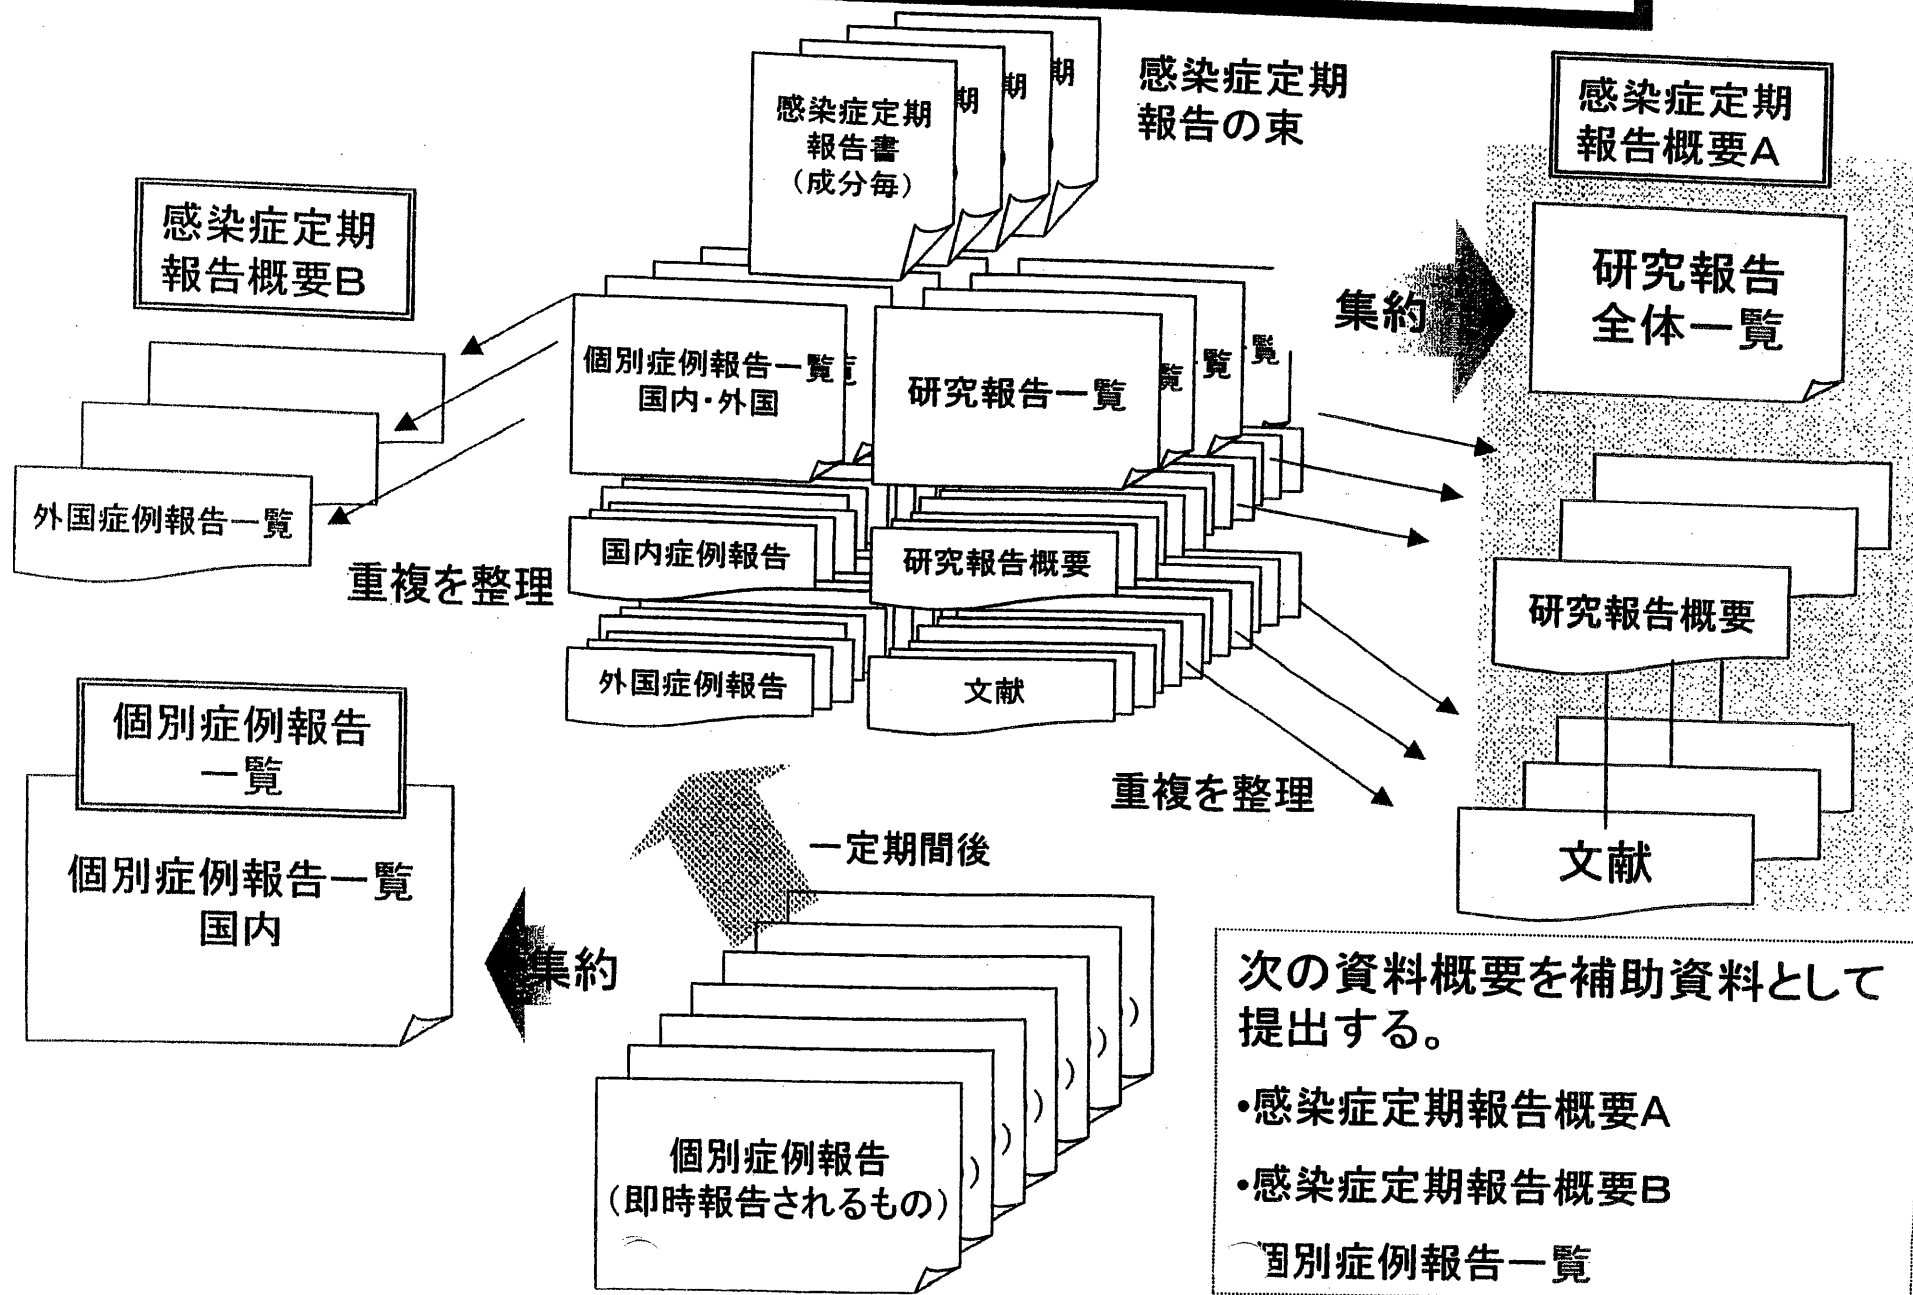 感染症定期
報告書
(成分毎)
期
期
期
感染症定期
報告の束
感染症定期
報告概要A
感染症定期
報告概要B
研究報告
全体一覧
集約
個別症例報告一覧
国内・外国
覧
研究報告一覧
覧
覧
覧
外国症例報告一覧
重複を整理
国内症例報告
研究報告概要
研究報告概要
外国症例報告
文献
個別症例報告
一覧
重複を整理
文献
一定期間後
個別症例報告一覧
国内
集約
個別症例報告
(即時報告されるもの)
)
)
)
)
)
)
次の資料概要を補助資料として
提出する。
・感染症定期報告概要A
・感染症定期報告概要B
個別症例報告一覧